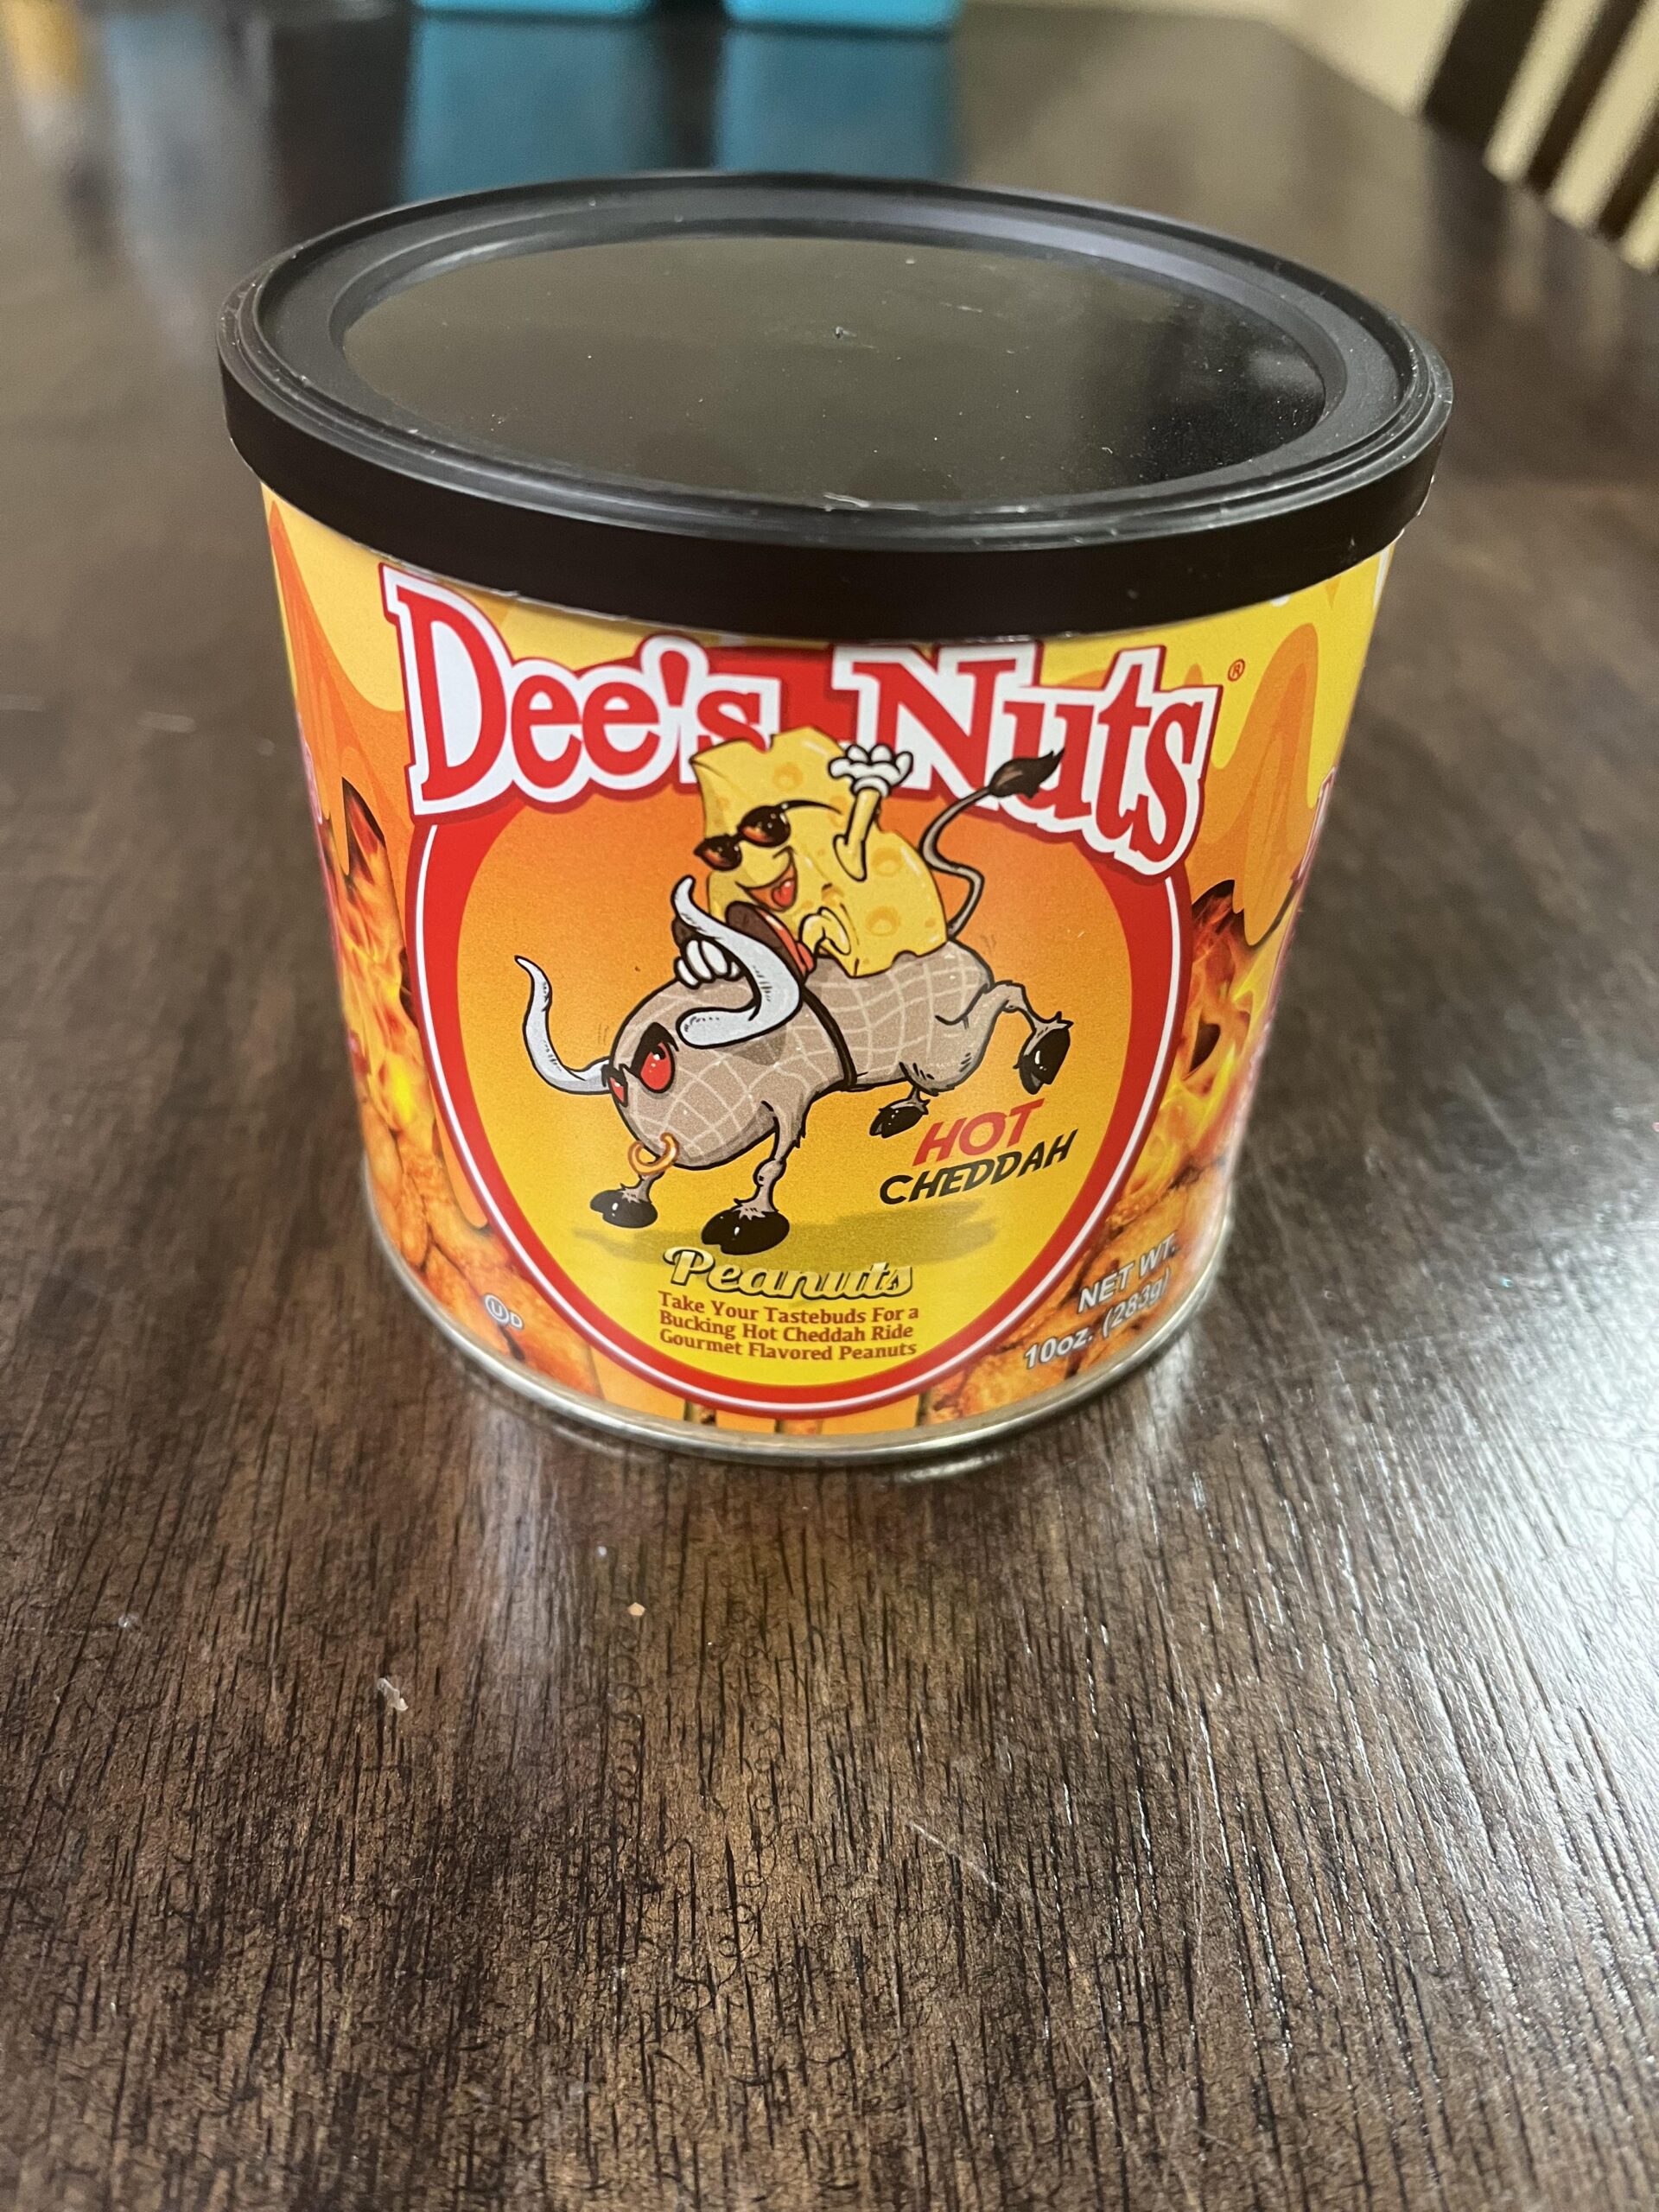 Dee's Nuts®
HOT
CHEDDAH
Peanuts
Take Your Tastebuds For a
Bucking Hot Cheddah Ride
Gourmet Flavored Peanuts
U D
NET WT.
10oz. (283g)